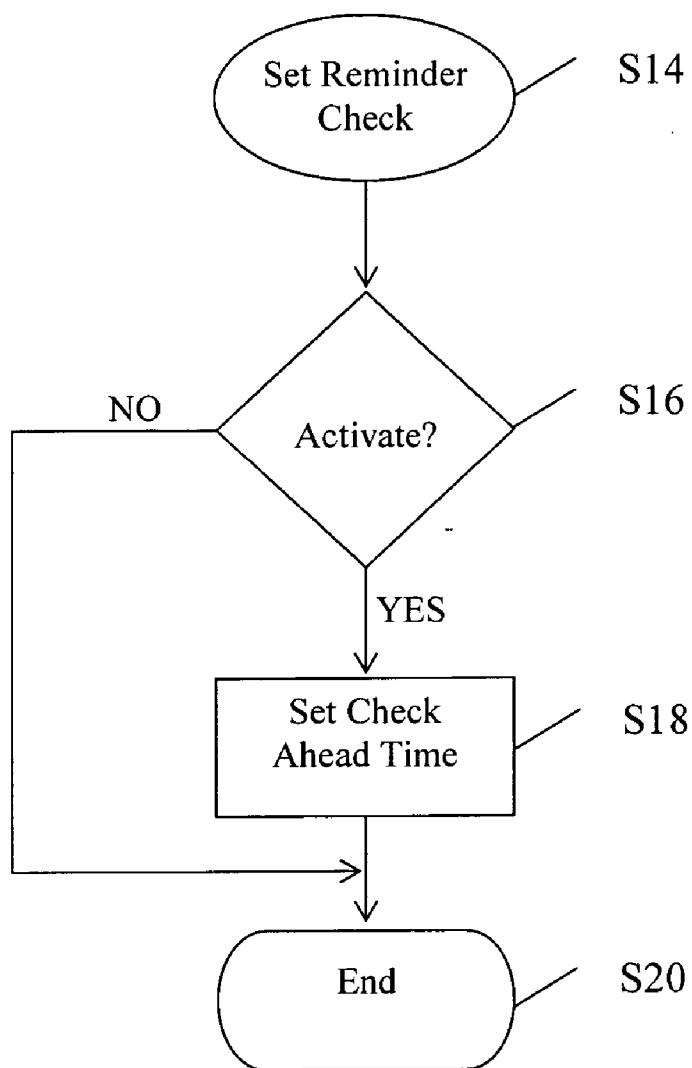 Set Reminder
Check
S14
NO
Activate?
S16
YES
Set Check
Ahead Time
S18
End
S20